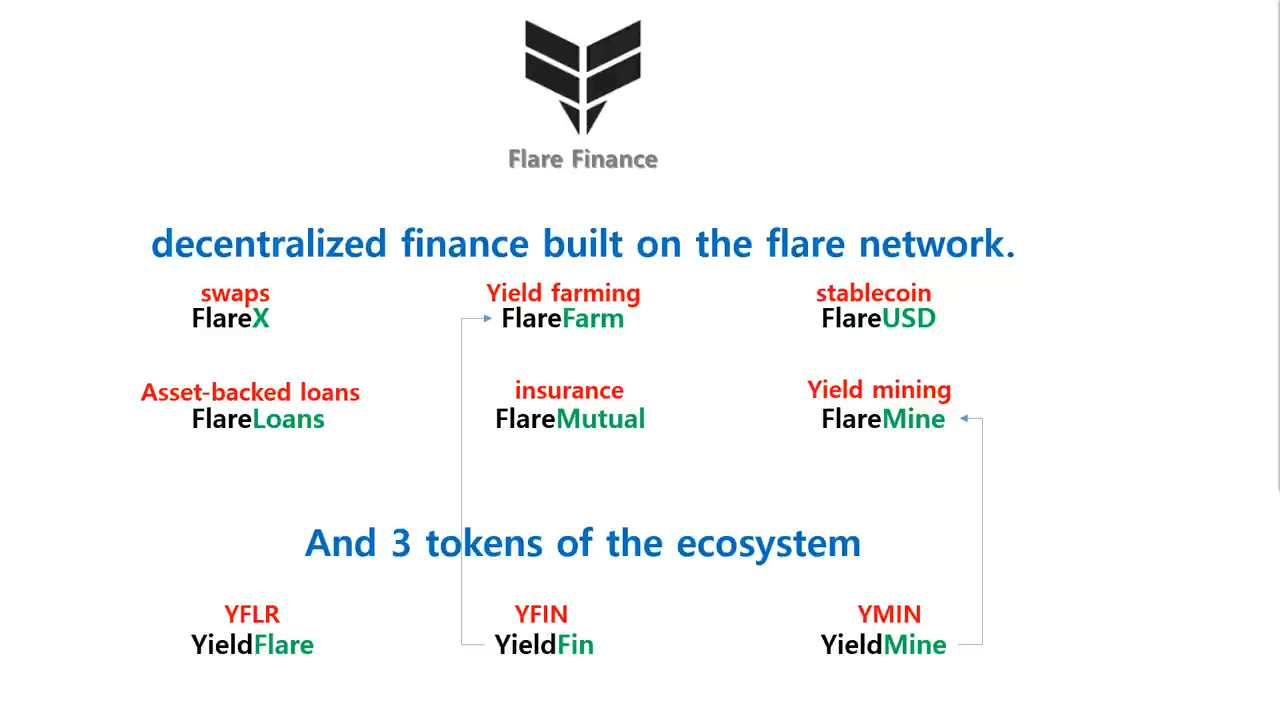 Flare Finance
decentralized finance built on the flare network.
swaps
FlareX
Yield farming
FlareFarm
stablecoin
FlareUSD
Asset-backed loans
FlareLoans
insurance
FlareMutual
Yield mining
FlareMine
And 3 tokens of the ecosystem
YFLR
YieldFlare
YFIN
YieldFin
YMIN
YieldMine